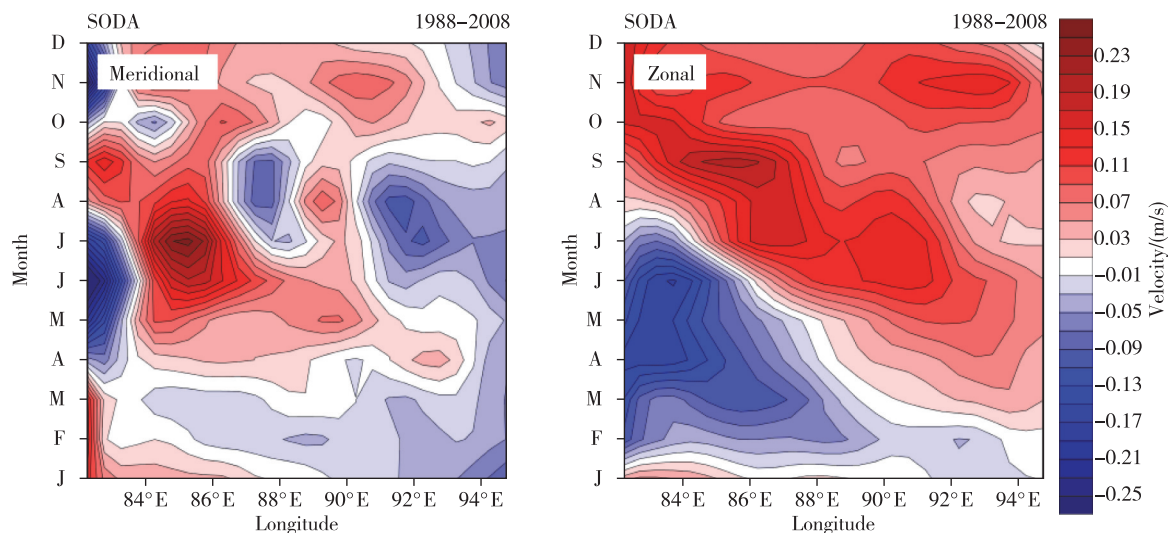 SODA 1988–2008
Meridional
D
N
O
S
A
J
J
M
A
M
F
J
Month
84°E 86°E 88°E 90°E 92°E 94°E
Longitude
SODA 1988–2008
Zonal
D
N
O
S
A
J
J
M
A
M
F
J
Month
84°E 86°E 88°E 90°E 92°E 94°E
Longitude
0.23
0.19
0.15
0.11
0.07
0.03
−0.01
−0.05
−0.09
−0.13
−0.17
−0.21
−0.25
Velocity/(m/s)